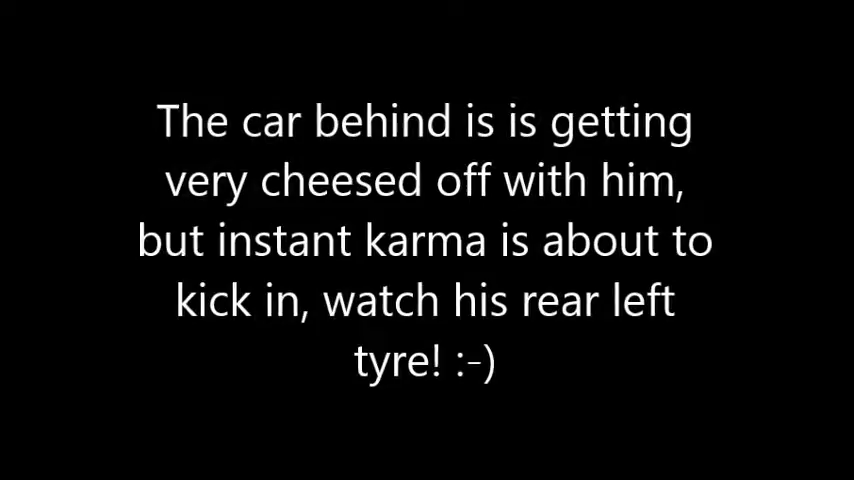 The car behind is is getting
very cheesed off with him,
but instant karma is about to
kick in, watch his rear left
tyre! :-)